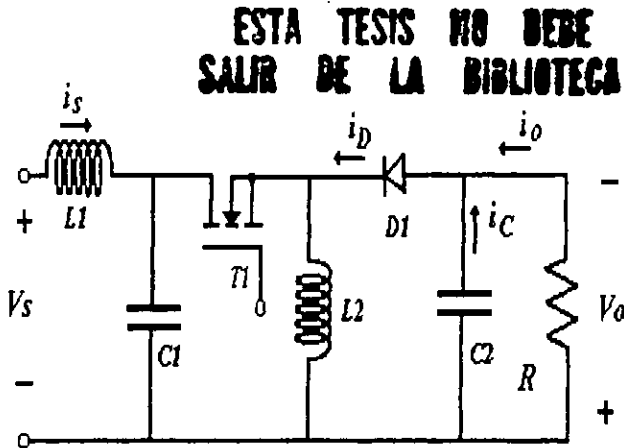 ESTA TESIS NO DEBE
SALIR DE LA BIBLIOTECA
is
iD
io
+
L1
T1
D1
iC
−
Vs
C1
L2
C2
R
Vo
−
+